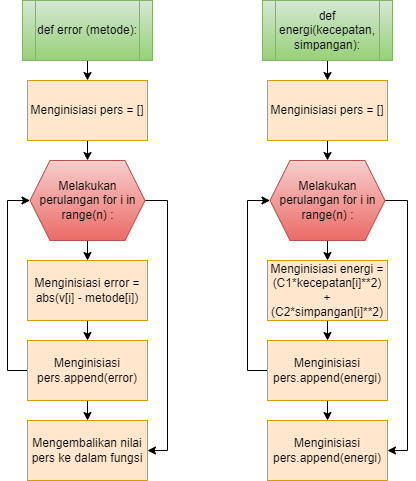 def error (metode):
Menginisiasi pers = []
Melakukan
perulangan for i in
range(n) :
Menginisiasi error =
abs(v[i] - metode[i])
Menginisiasi
pers.append(error)
Mengembalikan nilai
pers ke dalam fungsi
def
energi(kecepatan,
simpangan):
Menginisiasi pers = []
Melakukan
perulangan for i in
range(n) :
Menginisiasi energi =
(C1*kecepatan[i]**2)
+
(C2*simpangan[i]**2)
Menginisiasi
pers.append(energi)
Menginisiasi
pers.append(energi)